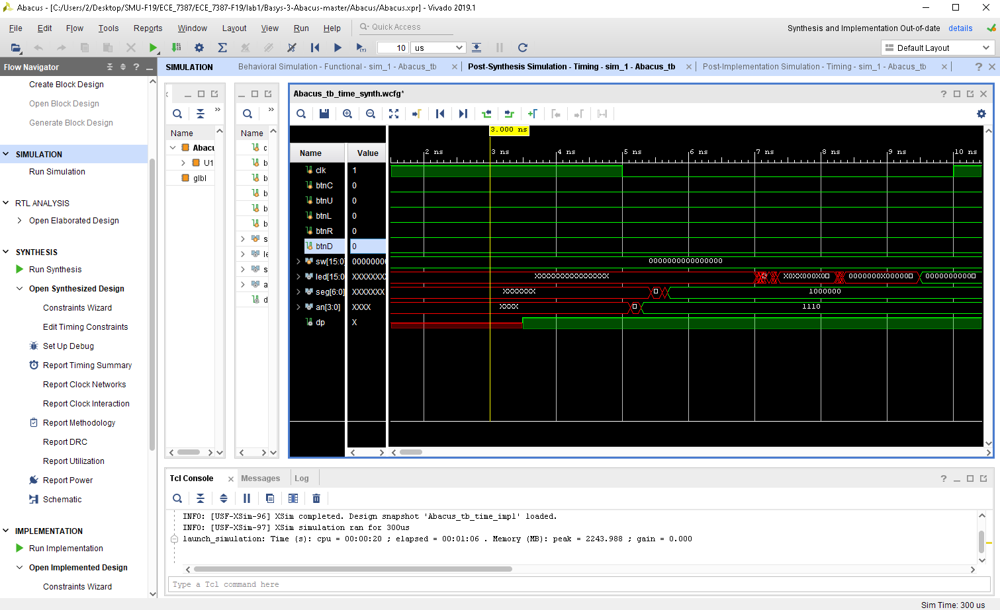 Abacus - [C:/Users/2/Desktop/SMU-F19/ECE_7387/ECE_7387-F19/lab1/Basys-3-Abacus-master/Abacus/Abacus.xpr] - Vivado 2019.1
File Edit Flow Tools Reports Window Layout View Run Help Quick Access
Synthesis and Implementation Out-of-date details
10 us Default Layout
Flow Navigator
Create Block Design
Open Block Design
Generate Block Design
SIMULATION
Run Simulation
RTL ANALYSIS
Open Elaborated Design
SYNTHESIS
Run Synthesis
Open Synthesized Design
Constraints Wizard
Edit Timing Constraints
Set Up Debug
Report Timing Summary
Report Clock Networks
Report Clock Interaction
Report Methodology
Report DRC
Report Utilization
Report Power
Schematic
IMPLEMENTATION
Run Implementation
Open Implemented Design
Constraints Wizard
SIMULATION Behavioral Simulation - Functional - sim_1 - Abacus_tb Post-Synthesis Simulation - Timing - sim_1 - Abacus_tb Post-Implementation Simulation - Timing - sim_1 - Abacus_tb
Name
Abacu
U1
glbl
Name
c
b
b
b
b
b
s
le
s
a
d
Abacus_tb_time_synth.wcfg*
3.000 ns
Name Value
2 ns 3 ns 4 ns 5 ns 6 ns 7 ns 8 ns 9 ns 10 ns
clk 1
btnC 0
btnU 0
btnL 0
btnR 0
btnD 0
sw[15:0] 00000000 0000000000000000
led[15:0 XXXXXXXX XXXXXXXXXXXXXXXX X0XX000X0 0000000X00000 0000000000
seg[6:0] XXXXXXX XXXXXXX 1000000
an[3:0] XXXX XXXX 1110
dp X
Tcl Console Messages Log
INFO: [USF-XSim-96] XSim completed. Design snapshot 'Abacus_tb_time_impl' loaded.
INFO: [USF-XSim-97] XSim simulation ran for 300us
launch_simulation: Time (s): cpu = 00:00:20 ; elapsed = 00:01:06 . Memory (MB): peak = 2243.988 ; gain = 0.000
Type a Tcl command here
Sim Time: 300 us